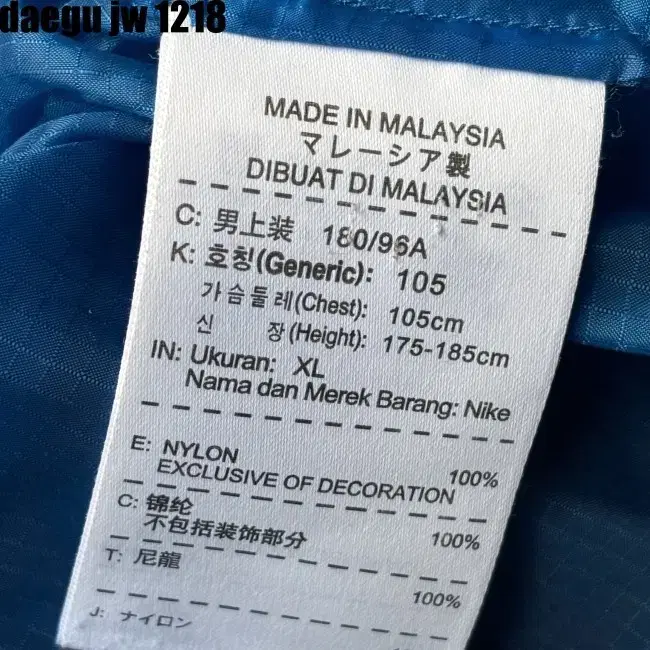 daegu jw 1218
MADE IN MALAYSIA
マレーシア製
DIBUAT DI MALAYSIA
C: 男上装 180/96A
K: 호칭(Generic): 105
가슴둘레(Chest): 105cm
신 장(Height): 175-185cm
IN: Ukuran: XL
Nama dan Merek Barang: Nike
E: NYLON 100%
EXCLUSIVE OF DECORATION
C: 锦纶 100%
不包括装饰部分
T: 尼龍 100%
J: ナイロン